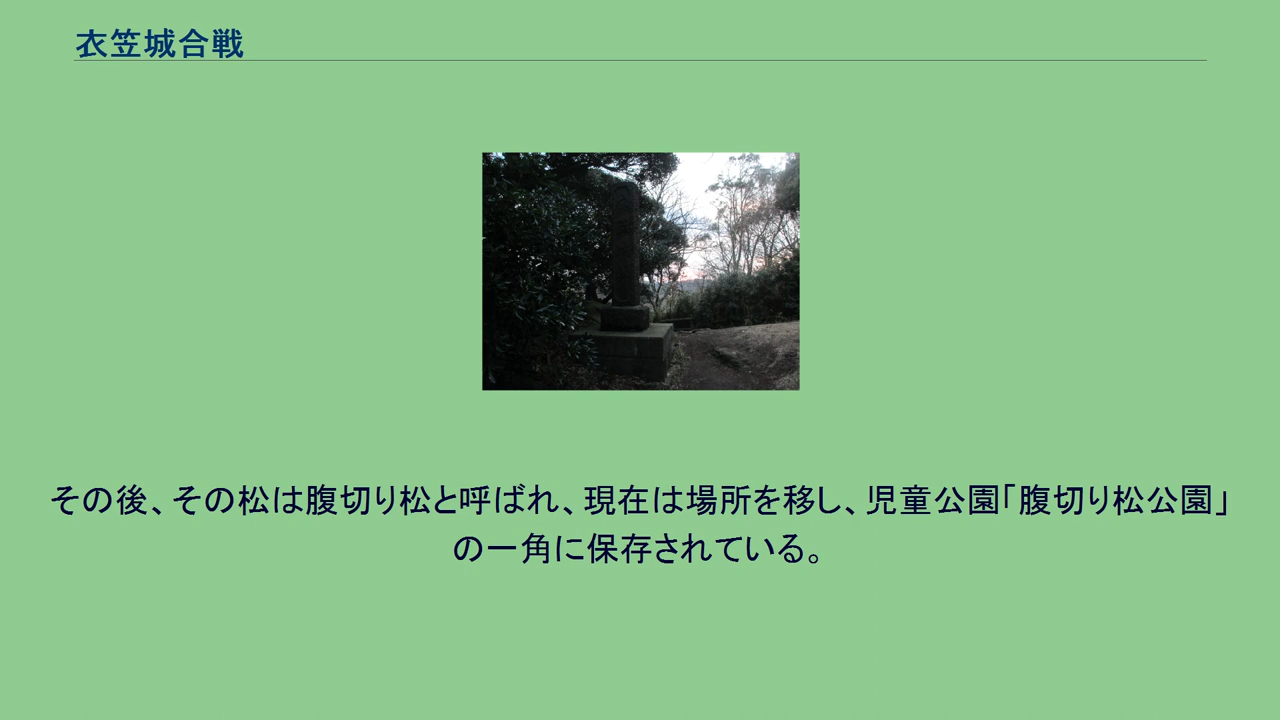 衣笠城合戦
その後、その松は腹切り松と呼ばれ、現在は場所を移し、児童公園「腹切り松公園」
の一角に保存されている。